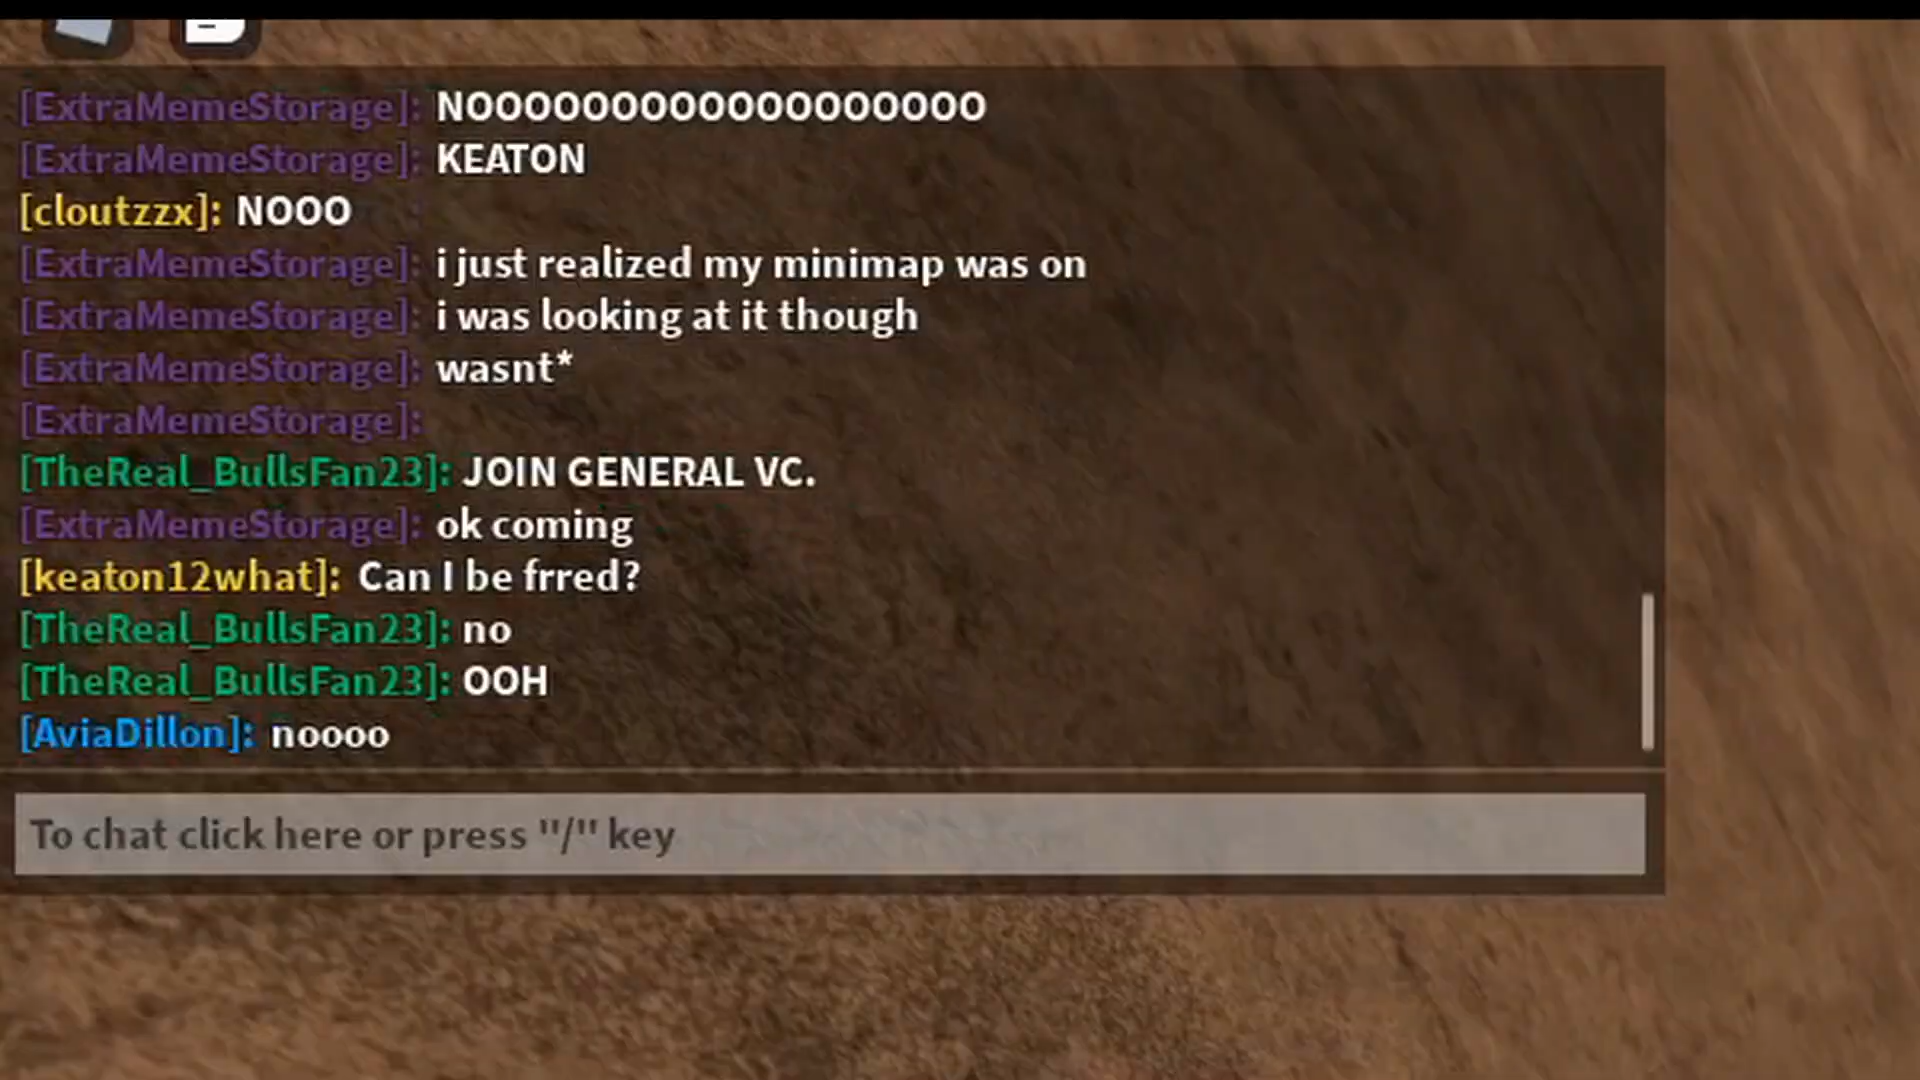 [ExtraMemeStorage]: NOOOOOOOOOOOOOOOOOO
[ExtraMemeStorage]: KEATON
[cloutzzx]: NOOO
[ExtraMemeStorage]: i just realized my minimap was on
[ExtraMemeStorage]: i was looking at it though
[ExtraMemeStorage]: wasnt*
[ExtraMemeStorage]:
[TheReal_BullsFan23]: JOIN GENERAL VC.
[ExtraMemeStorage]: ok coming
[keaton12what]: Can I be frred?
[TheReal_BullsFan23]: no
[TheReal_BullsFan23]: OOH
[AviaDillon]: noooo
To chat click here or press "/" key